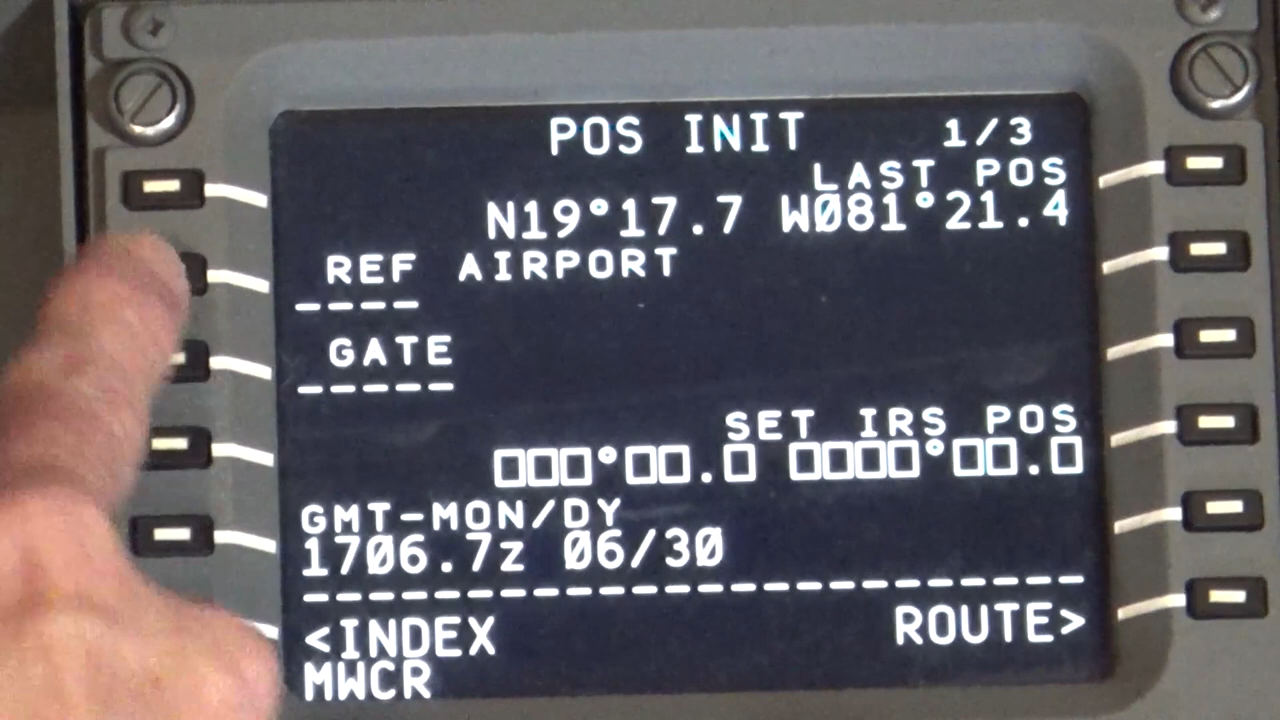 POS INIT 1/3
LAST POS
N19°17.7 W081°21.4
REF AIRPORT
----
GATE
-----
SET IRS POS
□□□°□□.□ □□□□°□□.□
GMT-MON/DY
1706.7z 06/30
------------------------
<INDEX ROUTE>
MWCR